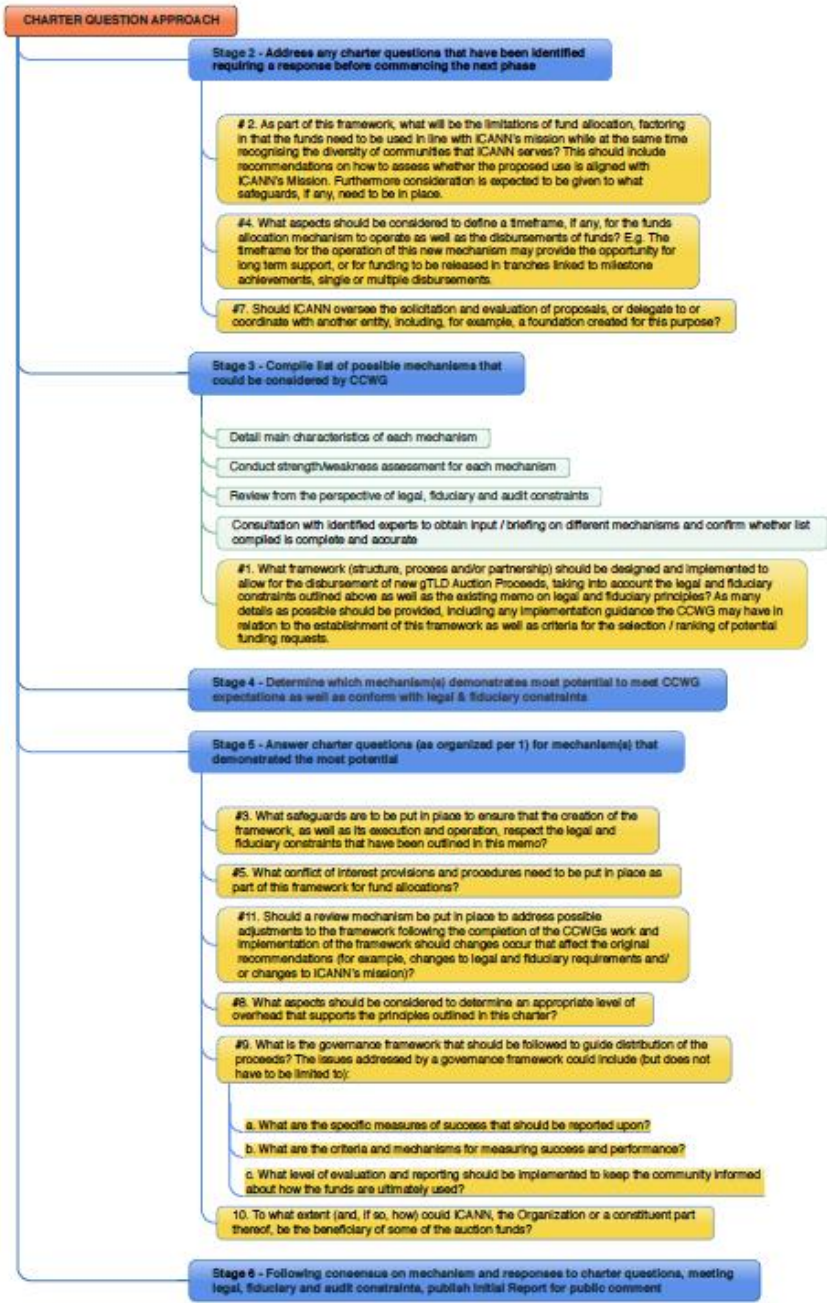 CHARTER QUESTION APPROACH
Stage 2 - Address any charter questions that have been identified
requiring a response before commencing the next phase
# 2. As part of this framework, what will be the limitations of fund allocation, factoring
in that the funds need to be used in line with ICANN's mission while at the same time
recognising the diversity of communities that ICANN serves? This should include
recommendations on how to assess whether the proposed use is aligned with
ICANN's Mission. Furthermore consideration is expected to be given to what
safeguards, if any, need to be in place.
#4. What aspects should be considered to define a timeframe, if any, for the funds
allocation mechanism to operate as well as the disbursements of funds? E.g. The
timeframe for the operation of this new mechanism may provide the opportunity for
long term support, or for funding to be released in tranches linked to milestone
achievements, single or multiple disbursements.
#7. Should ICANN oversee the solicitation and evaluation of proposals, or delegate to or
coordinate with another entity, including, for example, a foundation created for this purpose?
Stage 3 - Compile list of possible mechanisms that
could be considered by CCWG
Detail main characteristics of each mechanism
Conduct strength/weakness assessment for each mechanism
Review from the perspective of legal, fiduciary and audit constraints
Consultation with identified experts to obtain input / briefing on different mechanisms and confirm whether list
compiled is complete and accurate
#1. What framework (structure, process and/or partnership) should be designed and implemented to
allow for the disbursement of new gTLD Auction Proceeds, taking into account the legal and fiduciary
constraints outlined above as well as the existing memo on legal and fiduciary principles? As many
details as possible should be provided, including any implementation guidance the CCWG may have in
relation to the establishment of this framework as well as criteria for the selection / ranking of potential
funding requests.
Stage 4 - Determine which mechanism(s) demonstrates most potential to meet CCWG
expectations as well as conform with legal & fiduciary constraints
Stage 5 - Answer charter questions (as organized per 1) for mechanism(s) that
demonstrated the most potential
#3. What safeguards are to be put in place to ensure that the creation of the
framework, as well as its execution and operation, respect the legal and
fiduciary constraints that have been outlined in this memo?
#5. What conflict of interest provisions and procedures need to be put in place as
part of this framework for fund allocations?
#11. Should a review mechanism be put in place to address possible
adjustments to the framework following the completion of the CCWGs work and
implementation of the framework should changes occur that affect the original
recommendations (for example, changes to legal and fiduciary requirements and/
or changes to ICANN's mission)?
#8. What aspects should be considered to determine an appropriate level of
overhead that supports the principles outlined in this charter?
#9. What is the governance framework that should be followed to guide distribution of the
proceeds? The issues addressed by a governance framework could include (but does not
have to be limited to):
a. What are the specific measures of success that should be reported upon?
b. What are the criteria and mechanisms for measuring success and performance?
c. What level of evaluation and reporting should be implemented to keep the community informed
about how the funds are ultimately used?
10. To what extent (and, if so, how) could ICANN, the Organization or a constituent part
thereof, be the beneficiary of some of the auction funds?
Stage 6 - Following consensus on mechanism and responses to charter questions, meeting
legal, fiduciary and audit constraints, publish Initial Report for public comment